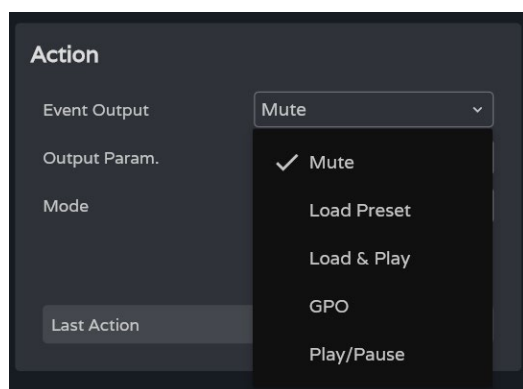 Action
Event Output
Mute
Output Param.
Mute
Mode
Load Preset
Load & Play
GPO
Last Action
Play/Pause